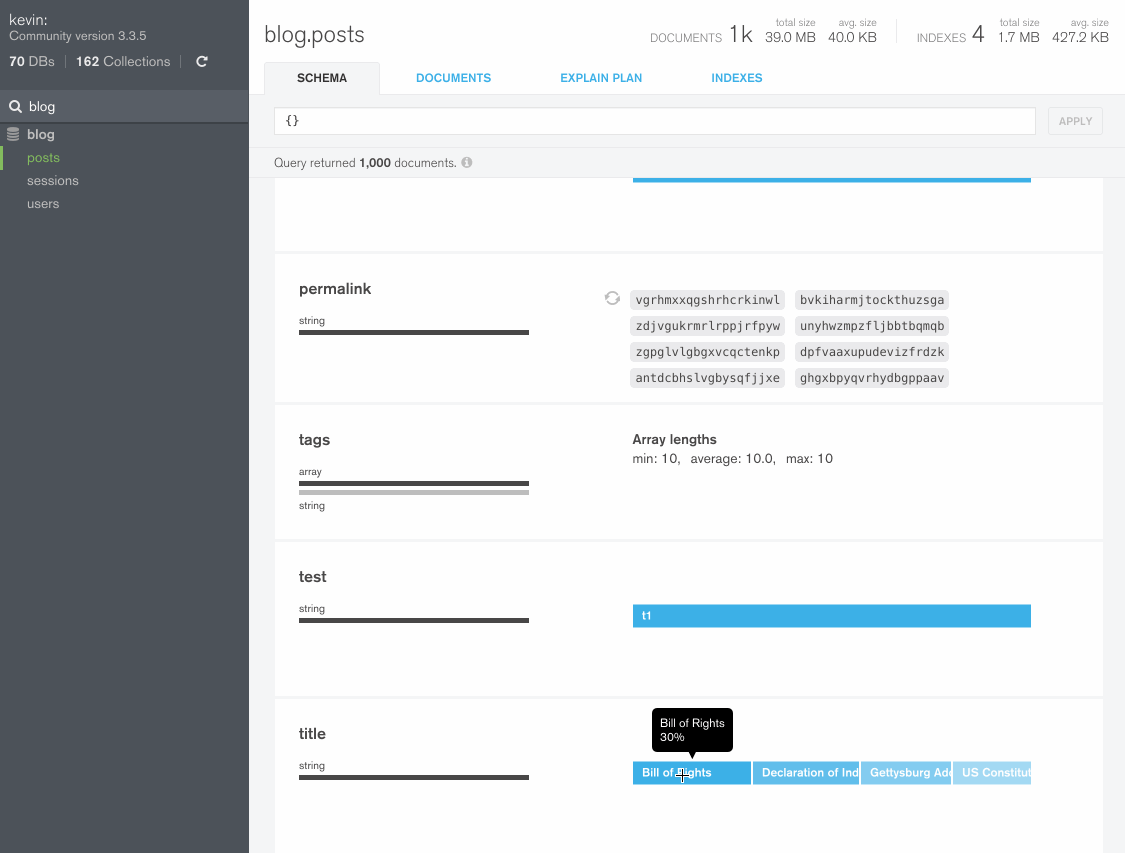 kevin:
Community version 3.3.5
70 DBs
162 Collections
blog
blog
posts
sessions
users
blog.posts
DOCUMENTS 1k
total size
39.0 MB
avg. size
40.0 KB
INDEXES 4
total size
1.7 MB
avg. size
427.2 KB
SCHEMA
DOCUMENTS
EXPLAIN PLAN
INDEXES
{}
APPLY
Query returned 1,000 documents.
permalink
string
vgrhmxxqgshrhcrkinwl bvkiharmjtockthuzsga
zdjvgukrmrlrppjrfpyw unyhwzmpzfljbbtbqmqb
zgpglvlgbgxvcqctenkp dpfvaaxupudevizfrdzk
antdcbhslvgbysqfjjxe ghgxbpyqvrhydbgppaav
tags
array
string
Array lengths
min: 10, average: 10.0, max: 10
test
string
t1
title
string
Bill of Rights
30%
Bill of Rights
Declaration of Ind
Gettysburg Add
US Constitut